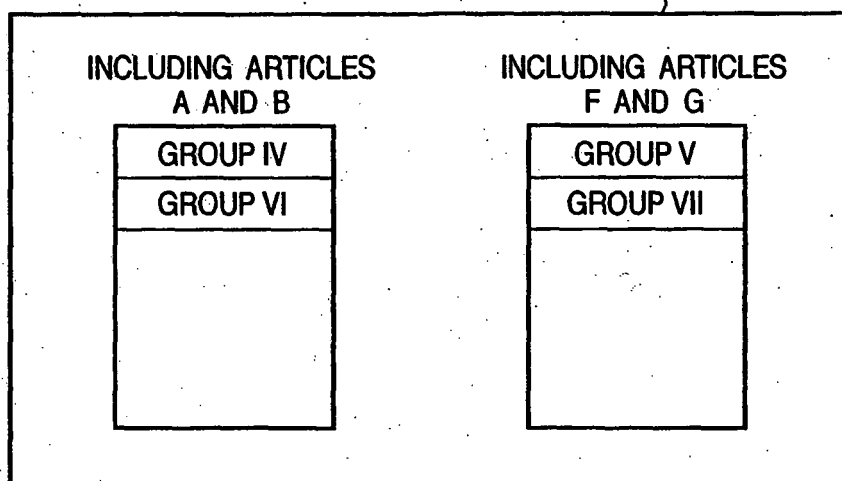 INCLUDING ARTICLES
A AND B
GROUP IV
GROUP VI
INCLUDING ARTICLES
F AND G
GROUP V
GROUP VII